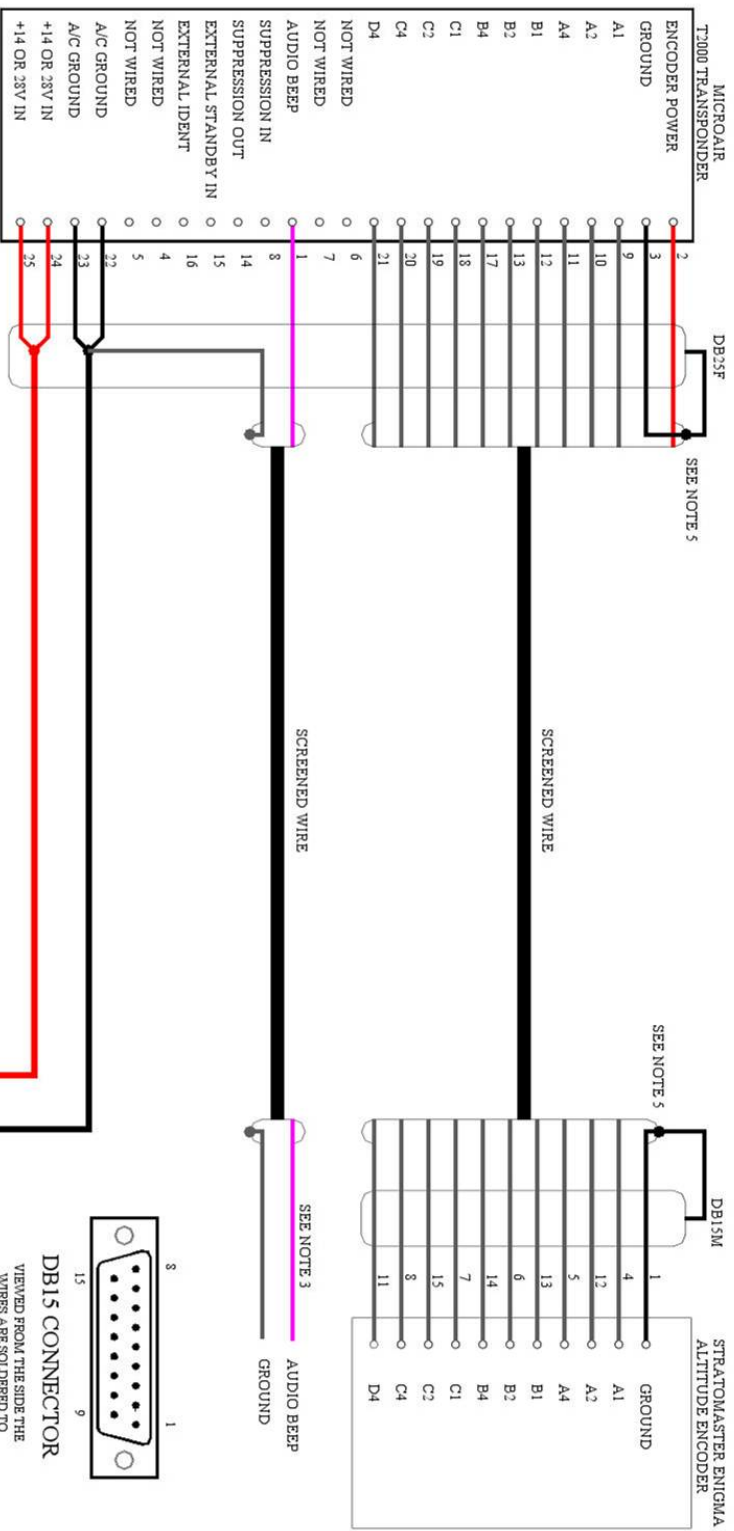 MICROAIR
T2000 TRANSPONDER
ENCODER POWER
GROUND
A1
A2
A4
B1
B2
B4
C1
C2
C4
D4
NOT WIRED
NOT WIRED
AUDIO BEEP
SUPPRESSION IN
SUPPRESSION OUT
EXTERNAL STANDBY IN
EXTERNAL IDENT
NOT WIRED
NOT WIRED
A/C GROUND
A/C GROUND
+14 OR 28V IN
+14 OR 28V IN
2
3
9
10
11
12
13
17
18
19
20
21
6
7
1
8
14
15
16
4
5
22
23
24
25
DB25F
SEE NOTE 5
SCREENED WIRE
SCREENED WIRE
SEE NOTE 5
DB15M
1
4
12
5
13
6
14
7
15
8
11
STRATOMASTER ENIGMA
ALTITUDE ENCODER
GROUND
A1
A2
A4
B1
B2
B4
C1
C2
C4
D4
SEE NOTE 3
AUDIO BEEP
GROUND
8
1
15
9
DB15 CONNECTOR
VIEWED FROM THE SIDE THE
WIRES ARE SOLDERED TO